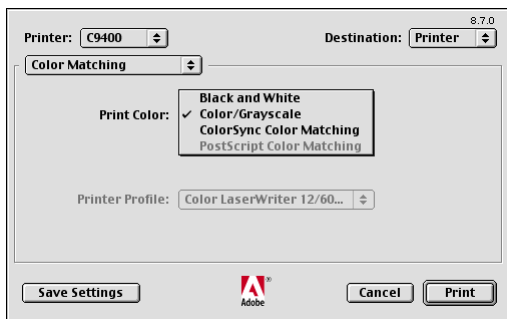 8.7.0
Printer: C9400 Destination: Printer
Color Matching
Black and White
Print Color: ✓ Color/Grayscale
ColorSync Color Matching
PostScript Color Matching
Printer Profile: Color LaserWriter 12/60...
Save Settings Adobe® Cancel Print